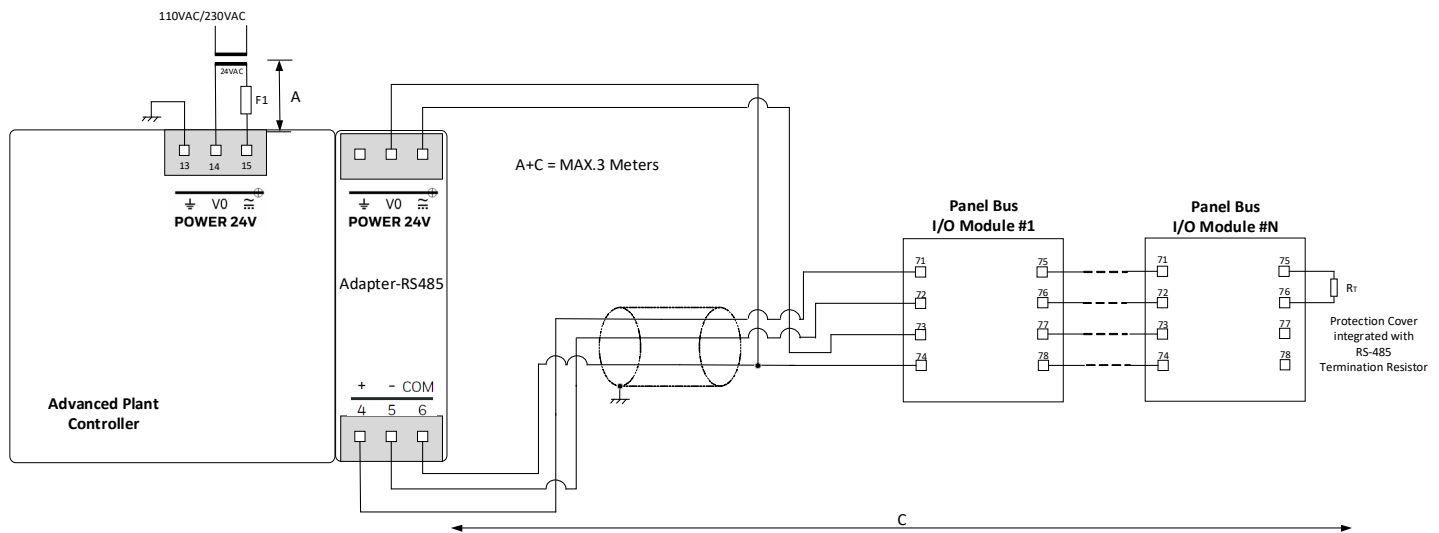 110VAC/230VAC
24VAC
F1
A
13 14 15
V0
POWER 24V
V0
POWER 24V
A+C = MAX.3 Meters
Adapter-RS485
+ - COM
4 5 6
Advanced Plant
Controller
Panel Bus
I/O Module #1
71 75
72 76
73 77
74 78
Panel Bus
I/O Module #N
71 75
72 76
73 77
74 78
RT
Protection Cover
integrated with
RS-485
Termination Resistor
C